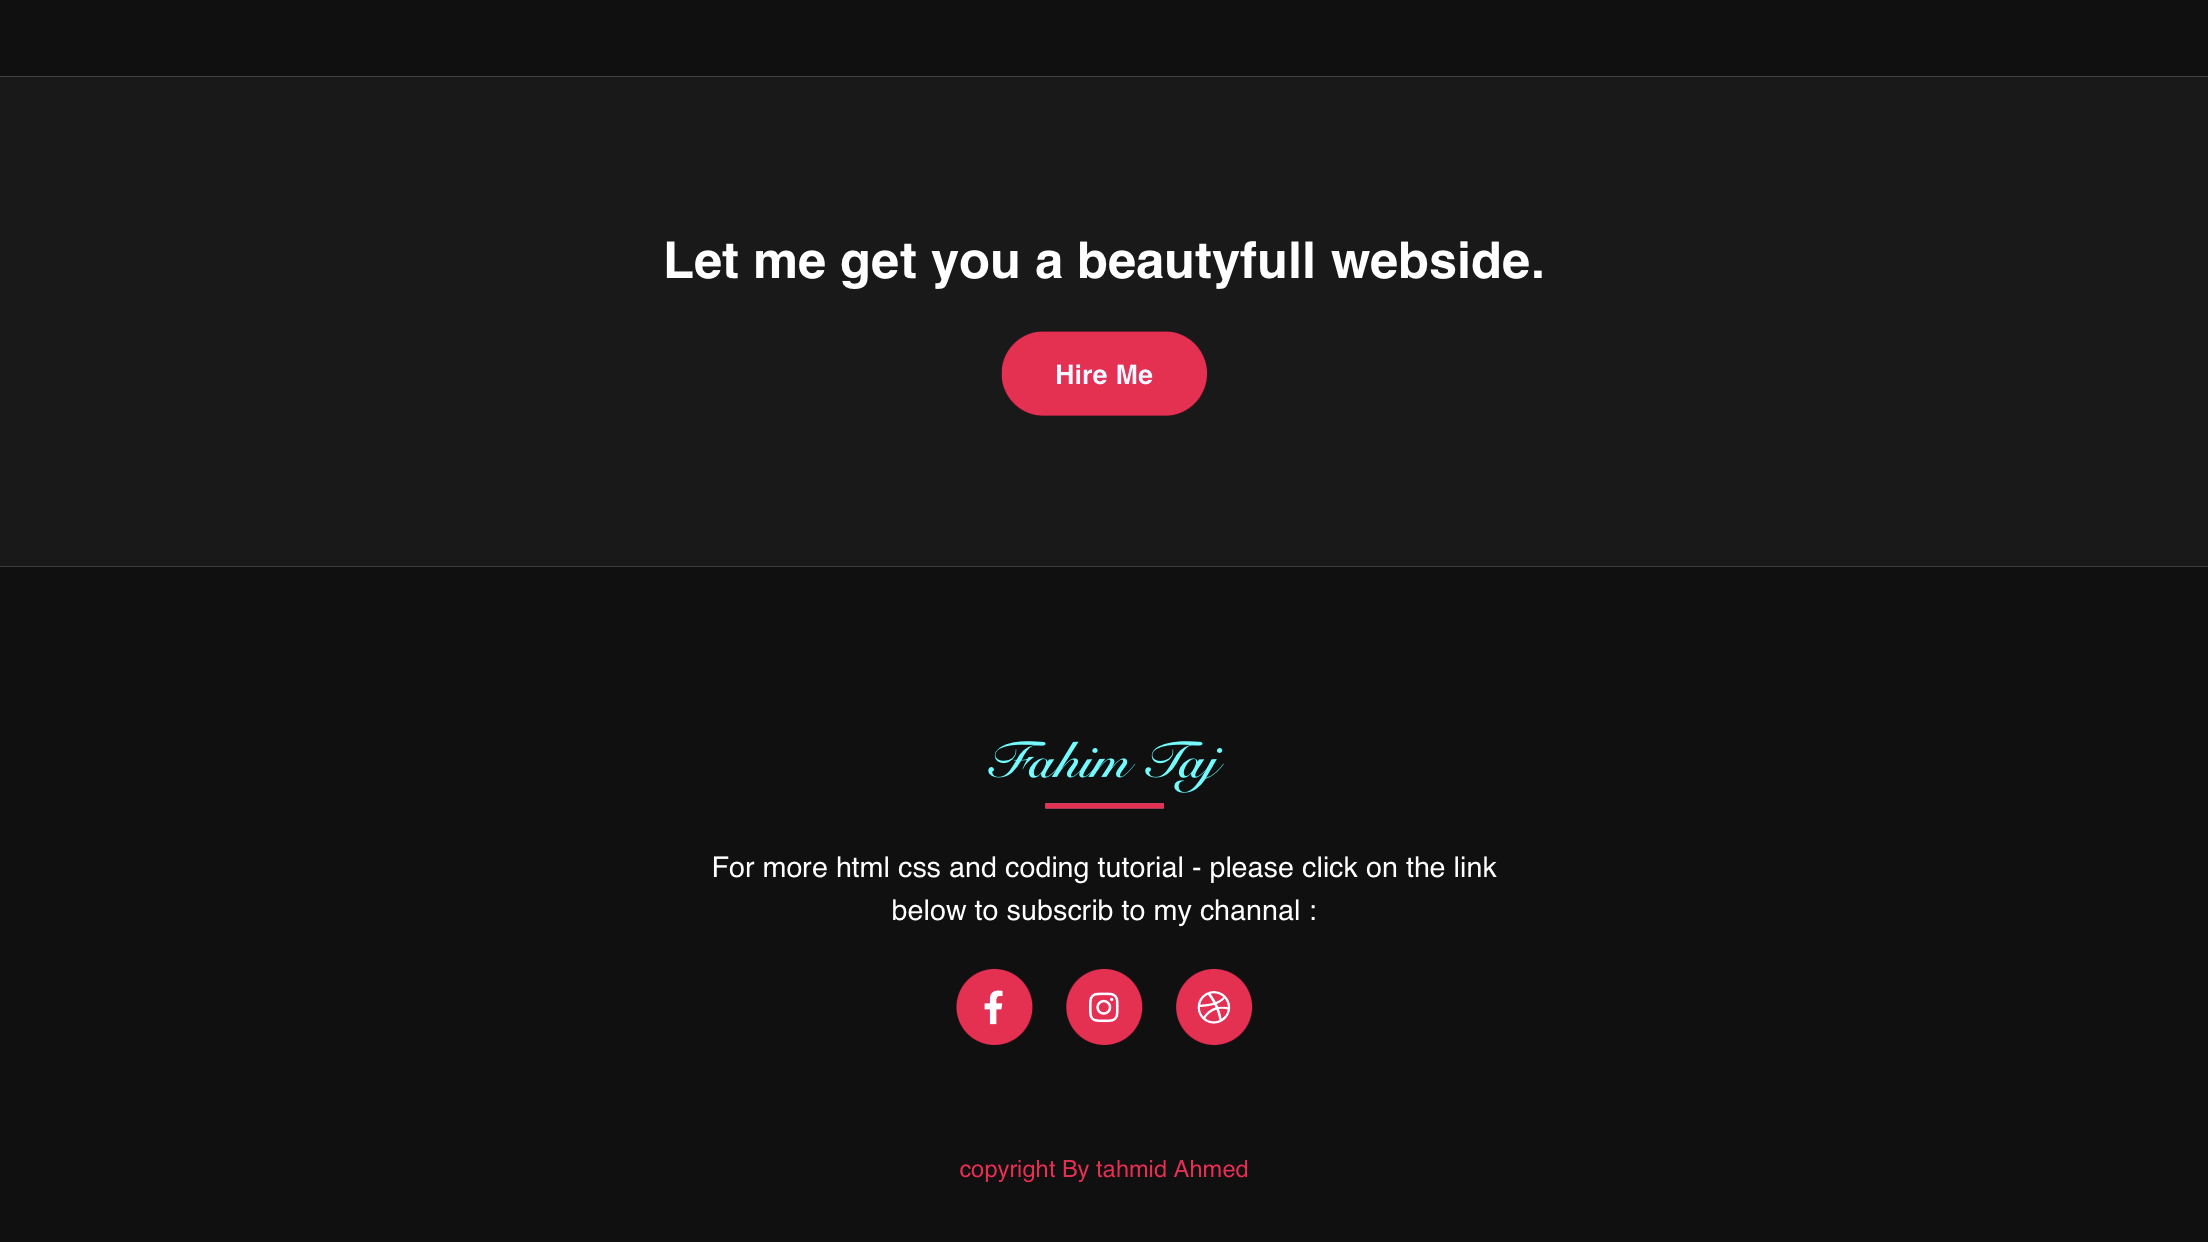 Let me get you a beautyfull webside.
Hire Me
Fahim Taj
For more html css and coding tutorial - please click on the link
below to subscrib to my channal :
copyright By tahmid Ahmed